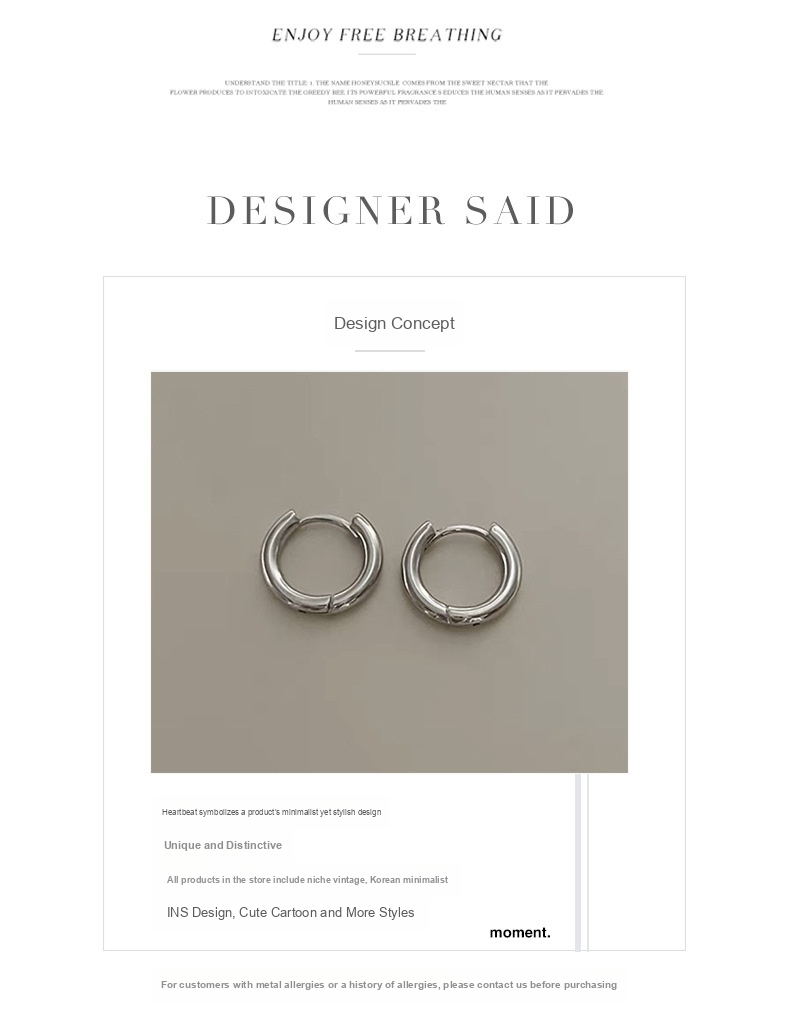 ENJOY FREE BREATHING
UNDERSTAND THE TITLE: 1. THE NAME HONEYSUCKLE COMES FROM THE SWEET NECTAR THAT THE
FLOWER PRODUCES TO INTOXICATE THE GREEDY BEE. ITS POWERFUL FRAGRANCE S EDUCES THE HUMAN SENSES AS IT PERVADES THE
HUMAN SENSES AS IT PERVADES THE
DESIGNER SAID
Design Concept
Heartbeat symbolizes a product's minimalist yet stylish design
Unique and Distinctive
All products in the store include niche vintage, Korean minimalist
INS Design, Cute Cartoon and More Styles
moment.
For customers with metal allergies or a history of allergies, please contact us before purchasing